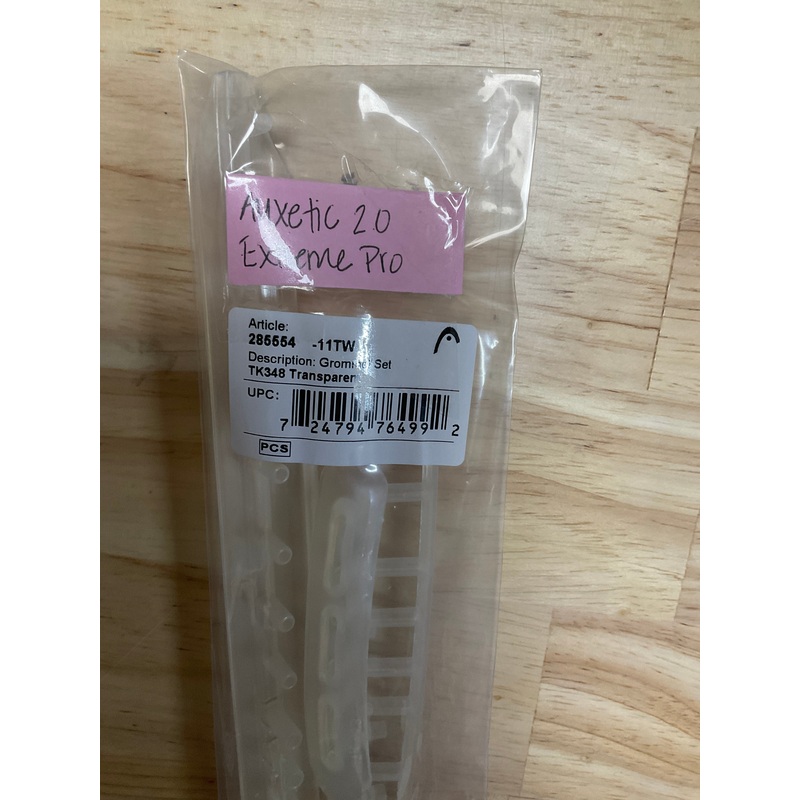 Auxetic 2.0
Extreme Pro
Article:
285554 -11TW
Description: Grommet Set
TK348 Transparent
UPC:
7 24794 76499 2
PCS